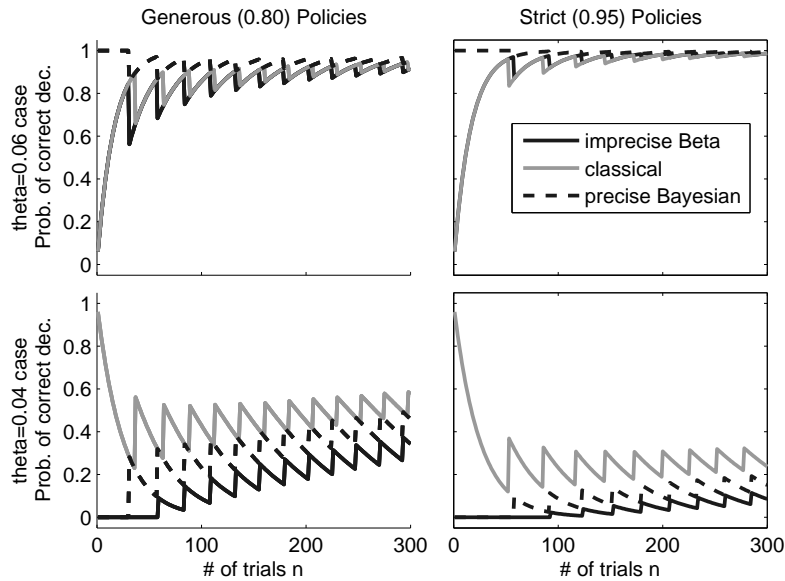 Generous (0.80) Policies
Strict (0.95) Policies
theta=0.06 case
Prob. of correct dec.
1
0.8
0.6
0.4
0.2
0
imprecise Beta
classical
precise Bayesian
theta=0.04 case
Prob. of correct dec.
1
0.8
0.6
0.4
0.2
0
0
100
200
300
0
100
200
300
# of trials n
# of trials n